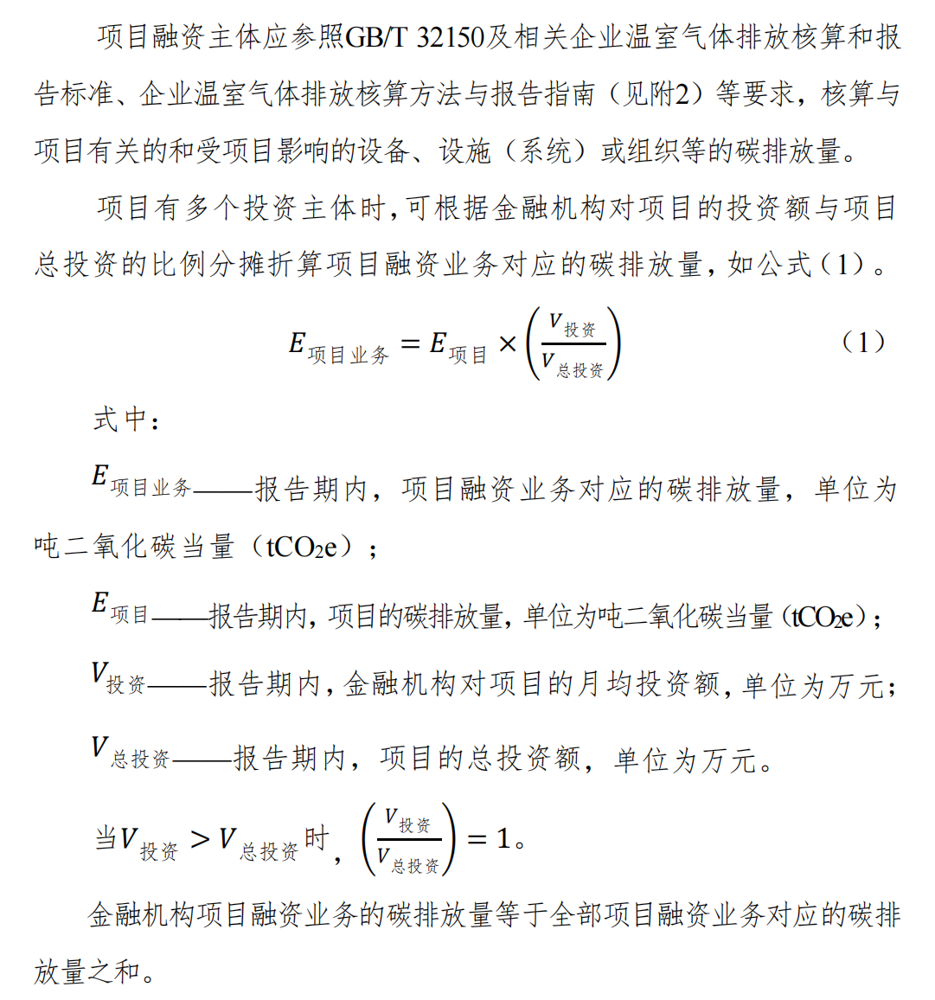 项目融资主体应参照GB/T 32150及相关企业温室气体排放核算和报
告标准、企业温室气体排放核算方法与报告指南（见附2）等要求，核算与
项目有关的和受项目影响的设备、设施（系统）或组织等的碳排放量。
项目有多个投资主体时，可根据金融机构对项目的投资额与项目
总投资的比例分摊折算项目融资业务对应的碳排放量，如公式（1）。
E项目业务 = E项目 × (V投资/V总投资) （1）
式中：
E项目业务——报告期内，项目融资业务对应的碳排放量，单位为
吨二氧化碳当量（tCO₂e）；
E项目——报告期内，项目的碳排放量，单位为吨二氧化碳当量（tCO₂e）；
V投资——报告期内，金融机构对项目的月均投资额，单位为万元；
V总投资——报告期内，项目的总投资额，单位为万元。
当V投资 > V总投资时，(V投资/V总投资) = 1。
金融机构项目融资业务的碳排放量等于全部项目融资业务对应的碳排
放量之和。